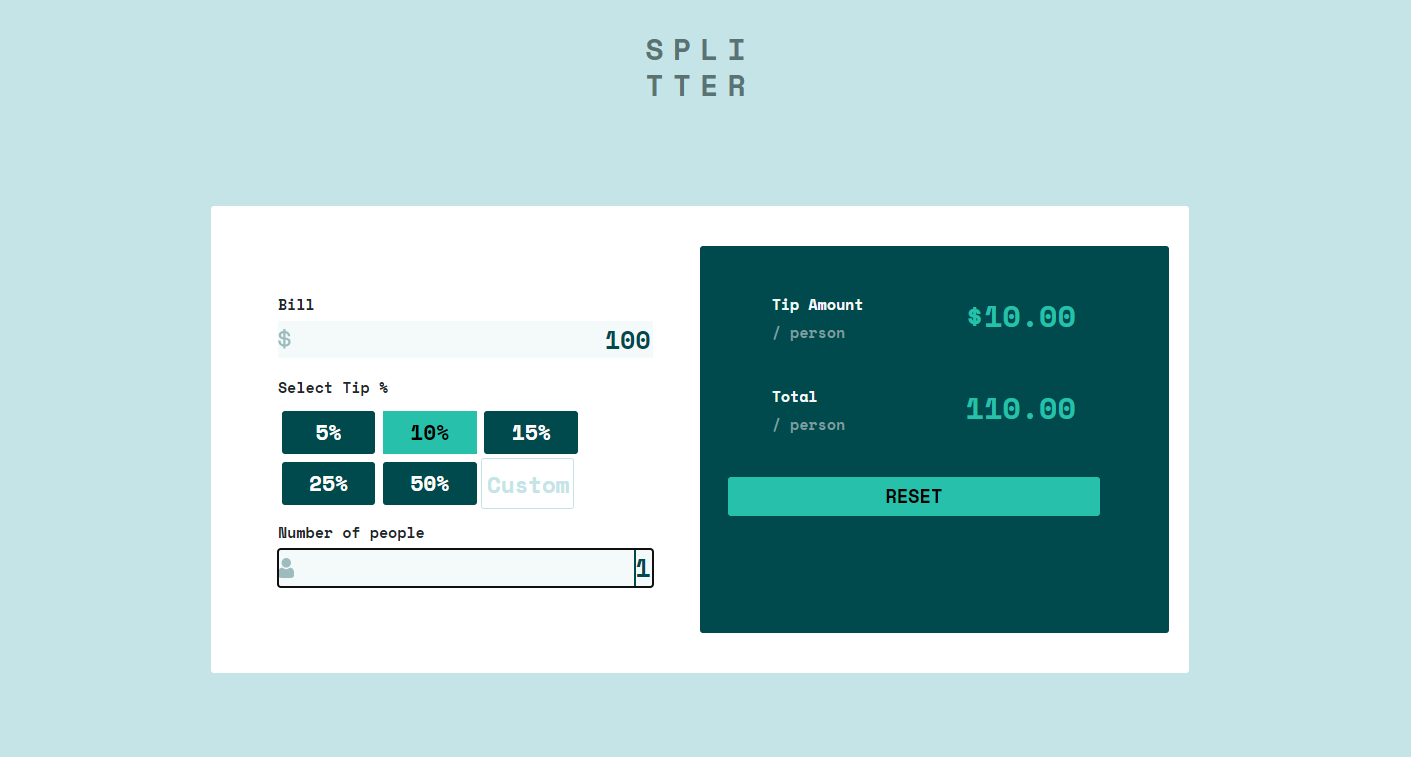 SPLI
TTER
Bill
$ 100
Select Tip %
5% 10% 15%
25% 50% Custom
Number of people
1
Tip Amount
/ person
$10.00
Total
/ person
110.00
RESET